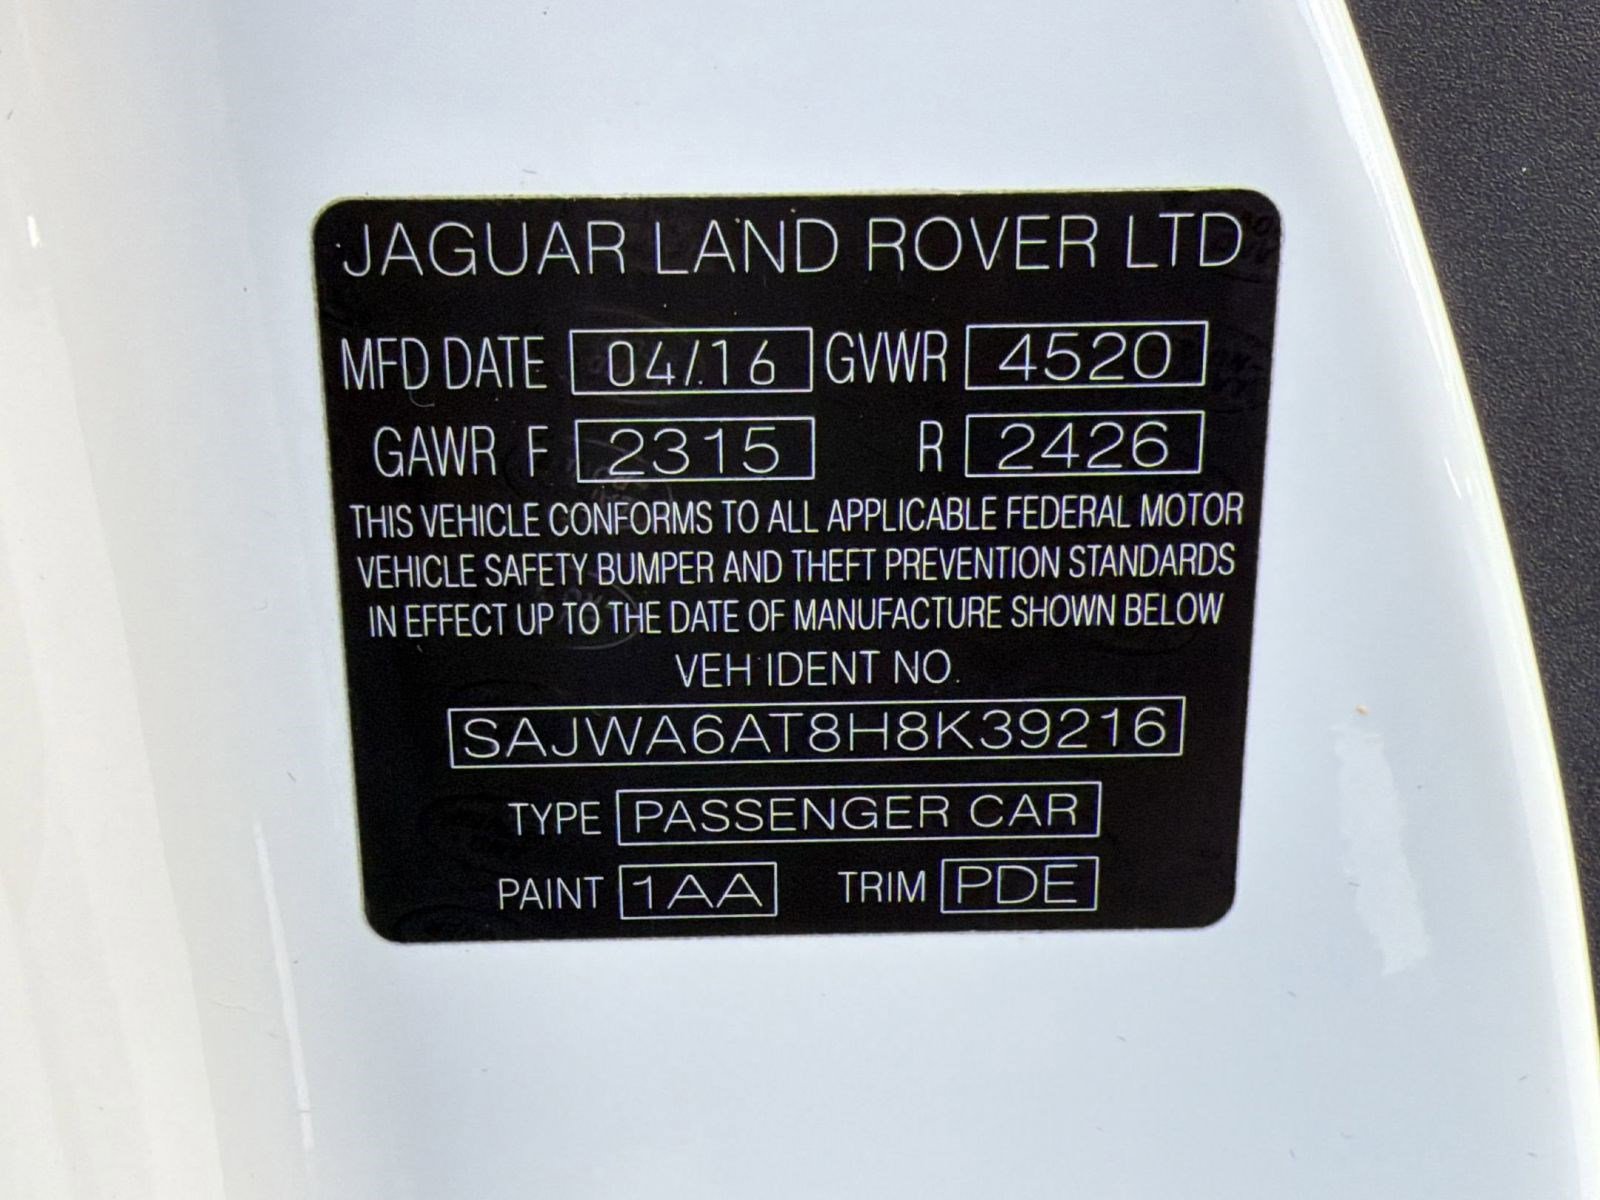 JAGUAR LAND ROVER LTD
MFD DATE 04/16 GVWR 4520
GAWR F 2315 R 2426
THIS VEHICLE CONFORMS TO ALL APPLICABLE FEDERAL MOTOR
VEHICLE SAFETY BUMPER AND THEFT PREVENTION STANDARDS
IN EFFECT UP TO THE DATE OF MANUFACTURE SHOWN BELOW
VEH IDENT NO.
SAJWA6AT8H8K39216
TYPE PASSENGER CAR
PAINT 1AA TRIM PDE